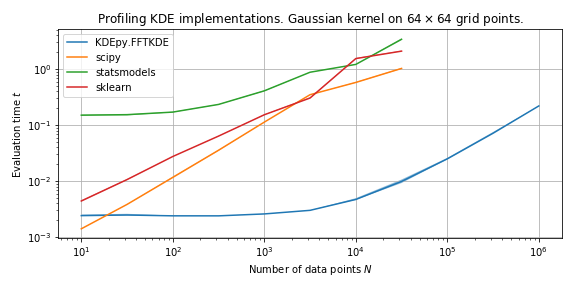 Profiling KDE implementations. Gaussian kernel on 64 × 64 grid points.
KDEpy.FFTKDE
scipy
statsmodels
sklearn
Evaluation time t
10⁰
10⁻¹
10⁻²
10⁻³
10¹
10²
10³
10⁴
10⁵
10⁶
Number of data points N